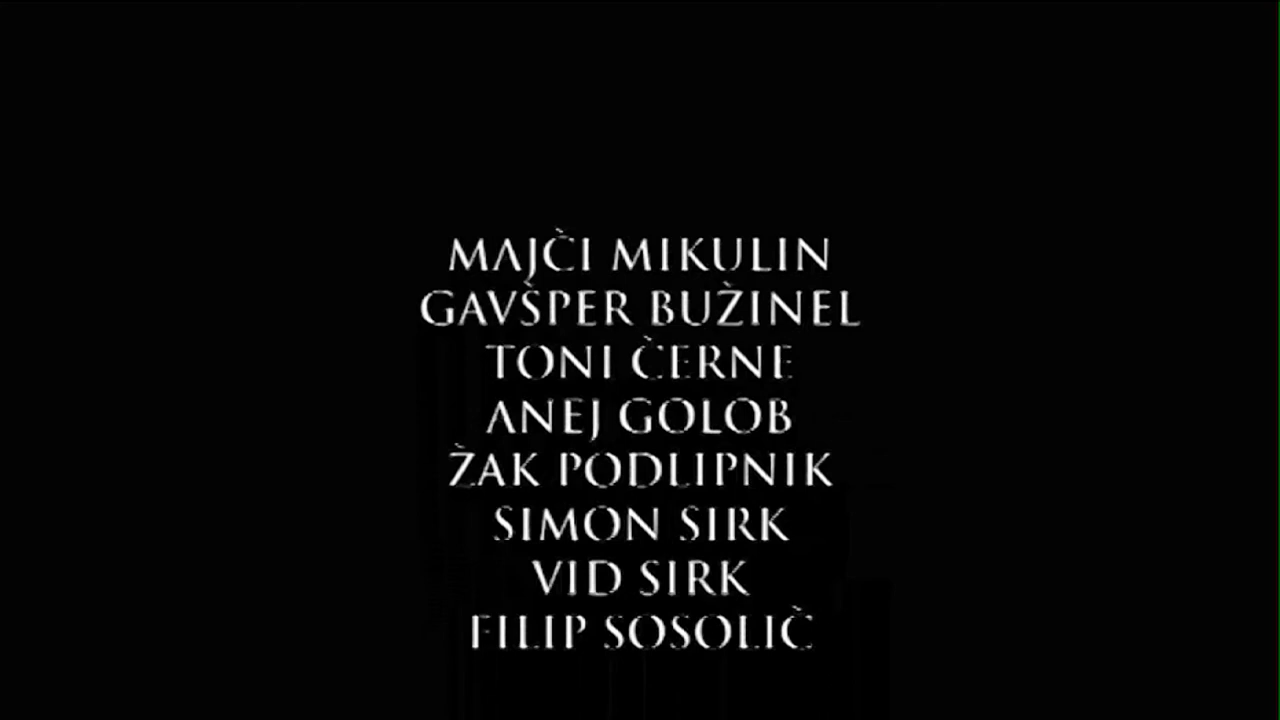 MAJČI MIKULIN
GAVŠPER BUŽINEL
TONI ČERNE
ANEJ GOLOB
ŽAK PODLIPNIK
SIMON SIRK
VID SIRK
FILIP SOSOLIČ